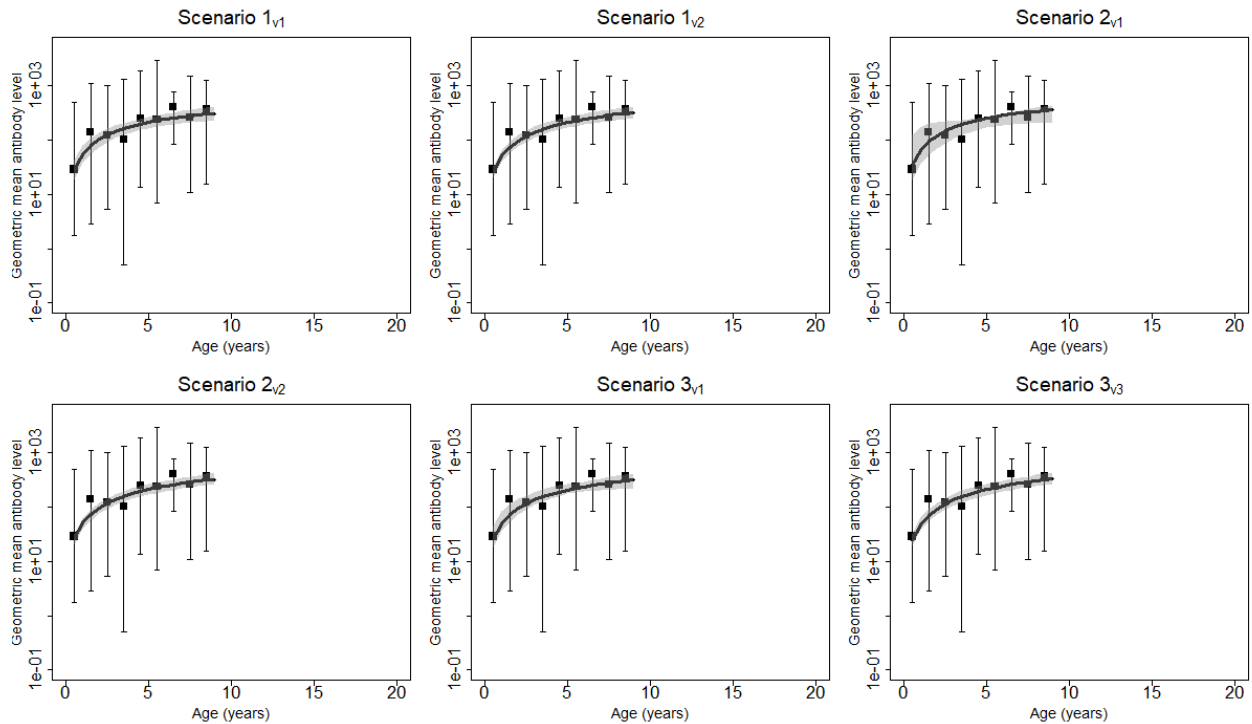 Scenario 1v1
Geometric mean antibody level
1e+03
1e+01
1e-01
0 5 10 15 20
Age (years)
Scenario 1v2
Geometric mean antibody level
1e+03
1e+01
1e-01
0 5 10 15 20
Age (years)
Scenario 2v1
Geometric mean antibody level
1e+03
1e+01
1e-01
0 5 10 15 20
Age (years)
Scenario 2v2
Geometric mean antibody level
1e+03
1e+01
1e-01
0 5 10 15 20
Age (years)
Scenario 3v1
Geometric mean antibody level
1e+03
1e+01
1e-01
0 5 10 15 20
Age (years)
Scenario 3v3
Geometric mean antibody level
1e+03
1e+01
1e-01
0 5 10 15 20
Age (years)